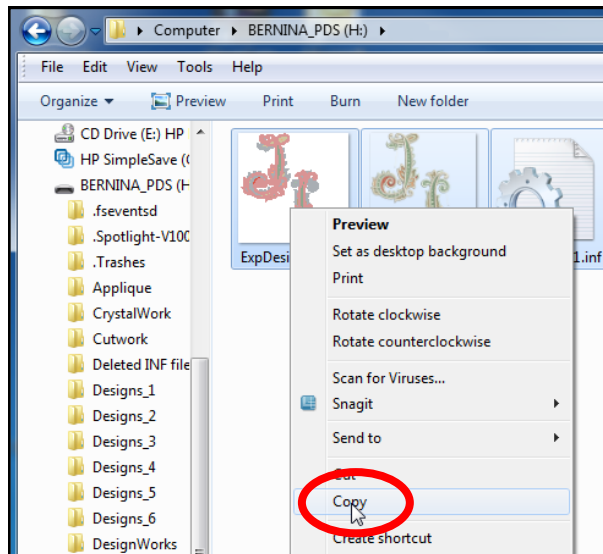 Computer BERNINA_PDS (H:)
File Edit View Tools Help
Organize Preview Print Burn New folder
CD Drive (E:) HP
HP SimpleSave (
BERNINA_PDS (H
.fseventsd
.Spotlight-V100
.Trashes
Applique
CrystalWork
Cutwork
Deleted INF file
Designs_1
Designs_2
Designs_3
Designs_4
Designs_5
Designs_6
DesignWorks
ExpDesi
1.inf
Preview
Set as desktop background
Print
Rotate clockwise
Rotate counterclockwise
Scan for Viruses...
Snagit
Send to
Cut
Copy
Create shortcut